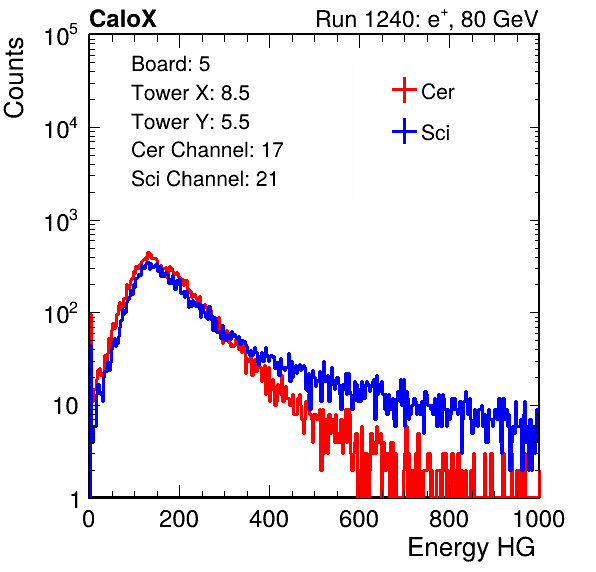 CaloX Run 1240: e⁺, 80 GeV
Counts
10⁵
10⁴
10³
10²
10
1
Board: 5
Tower X: 8.5
Tower Y: 5.5
Cer Channel: 17
Sci Channel: 21
Cer
Sci
0 200 400 600 800 1000
Energy HG